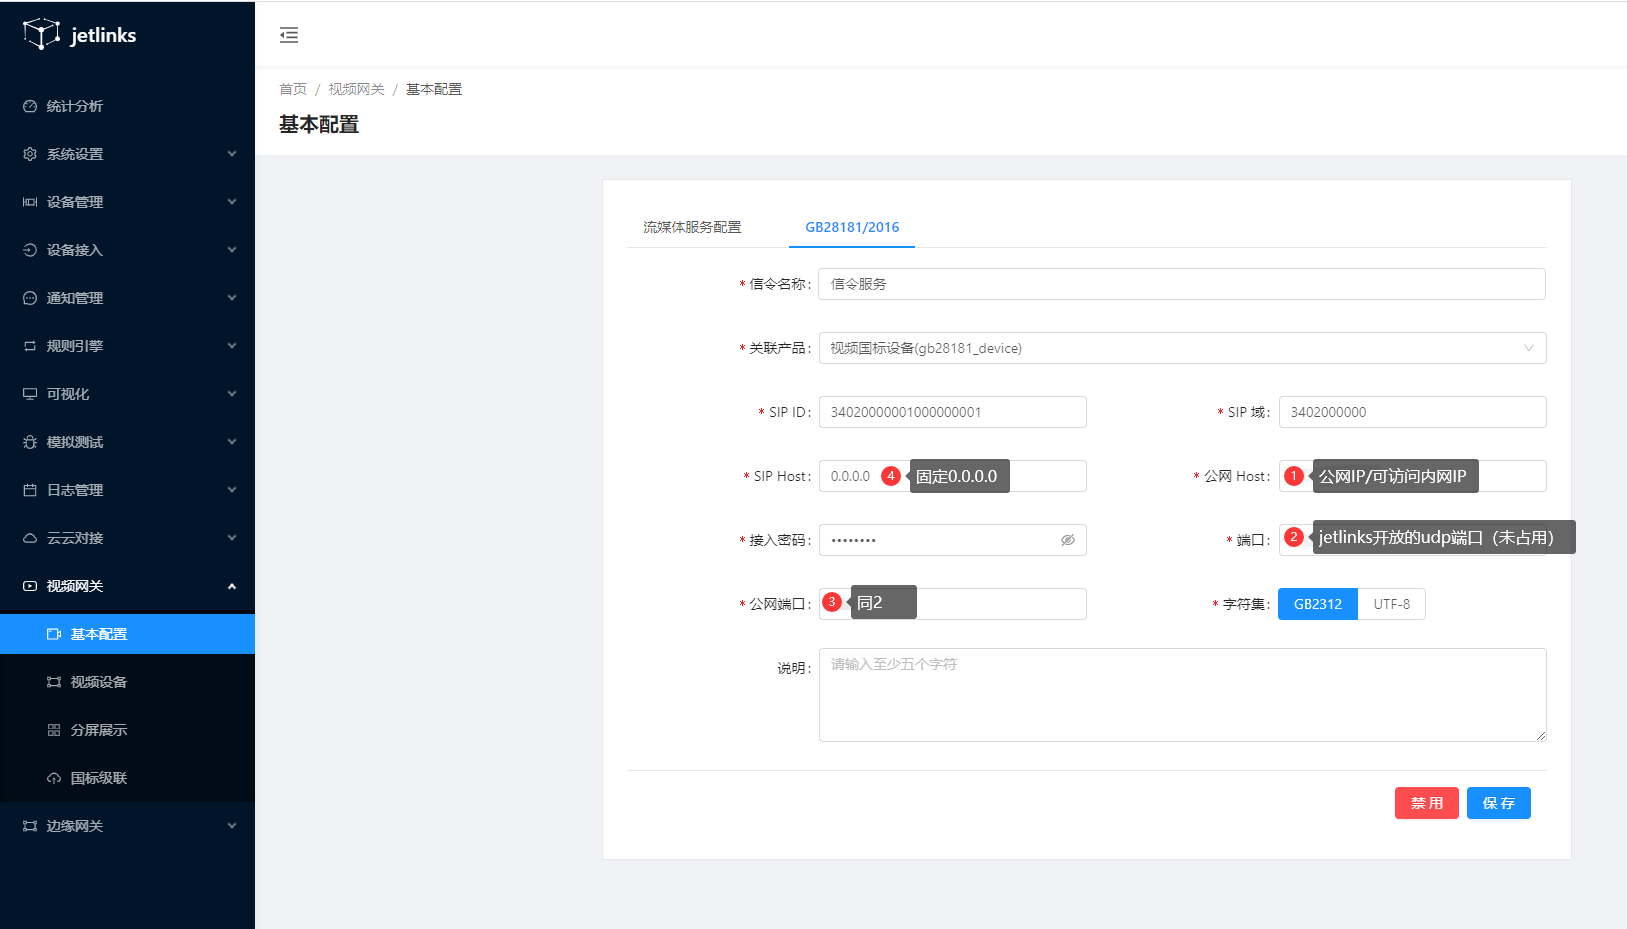 jetlinks
统计分析
系统设置
设备管理
设备接入
通知管理
规则引擎
可视化
模拟测试
日志管理
云云对接
视频网关
基本配置
视频设备
分屏展示
国标级联
边缘网关
首页 / 视频网关 / 基本配置
基本配置
流媒体服务配置 GB28181/2016
* 信令名称: 信令服务
* 关联产品: 视频国标设备(gb28181_device)
* SIP ID: 34020000001000000001 * SIP 域: 3402000000
* SIP Host: 0.0.0.0 4 固定0.0.0.0 * 公网 Host: 1 公网IP/可访问内网IP
* 接入密码: •••••••• * 端口: 2 jetlinks开放的udp端口（未占用）
* 公网端口: 3 同2 * 字符集: GB2312 UTF-8
说明: 请输入至少五个字符
禁 用 保 存